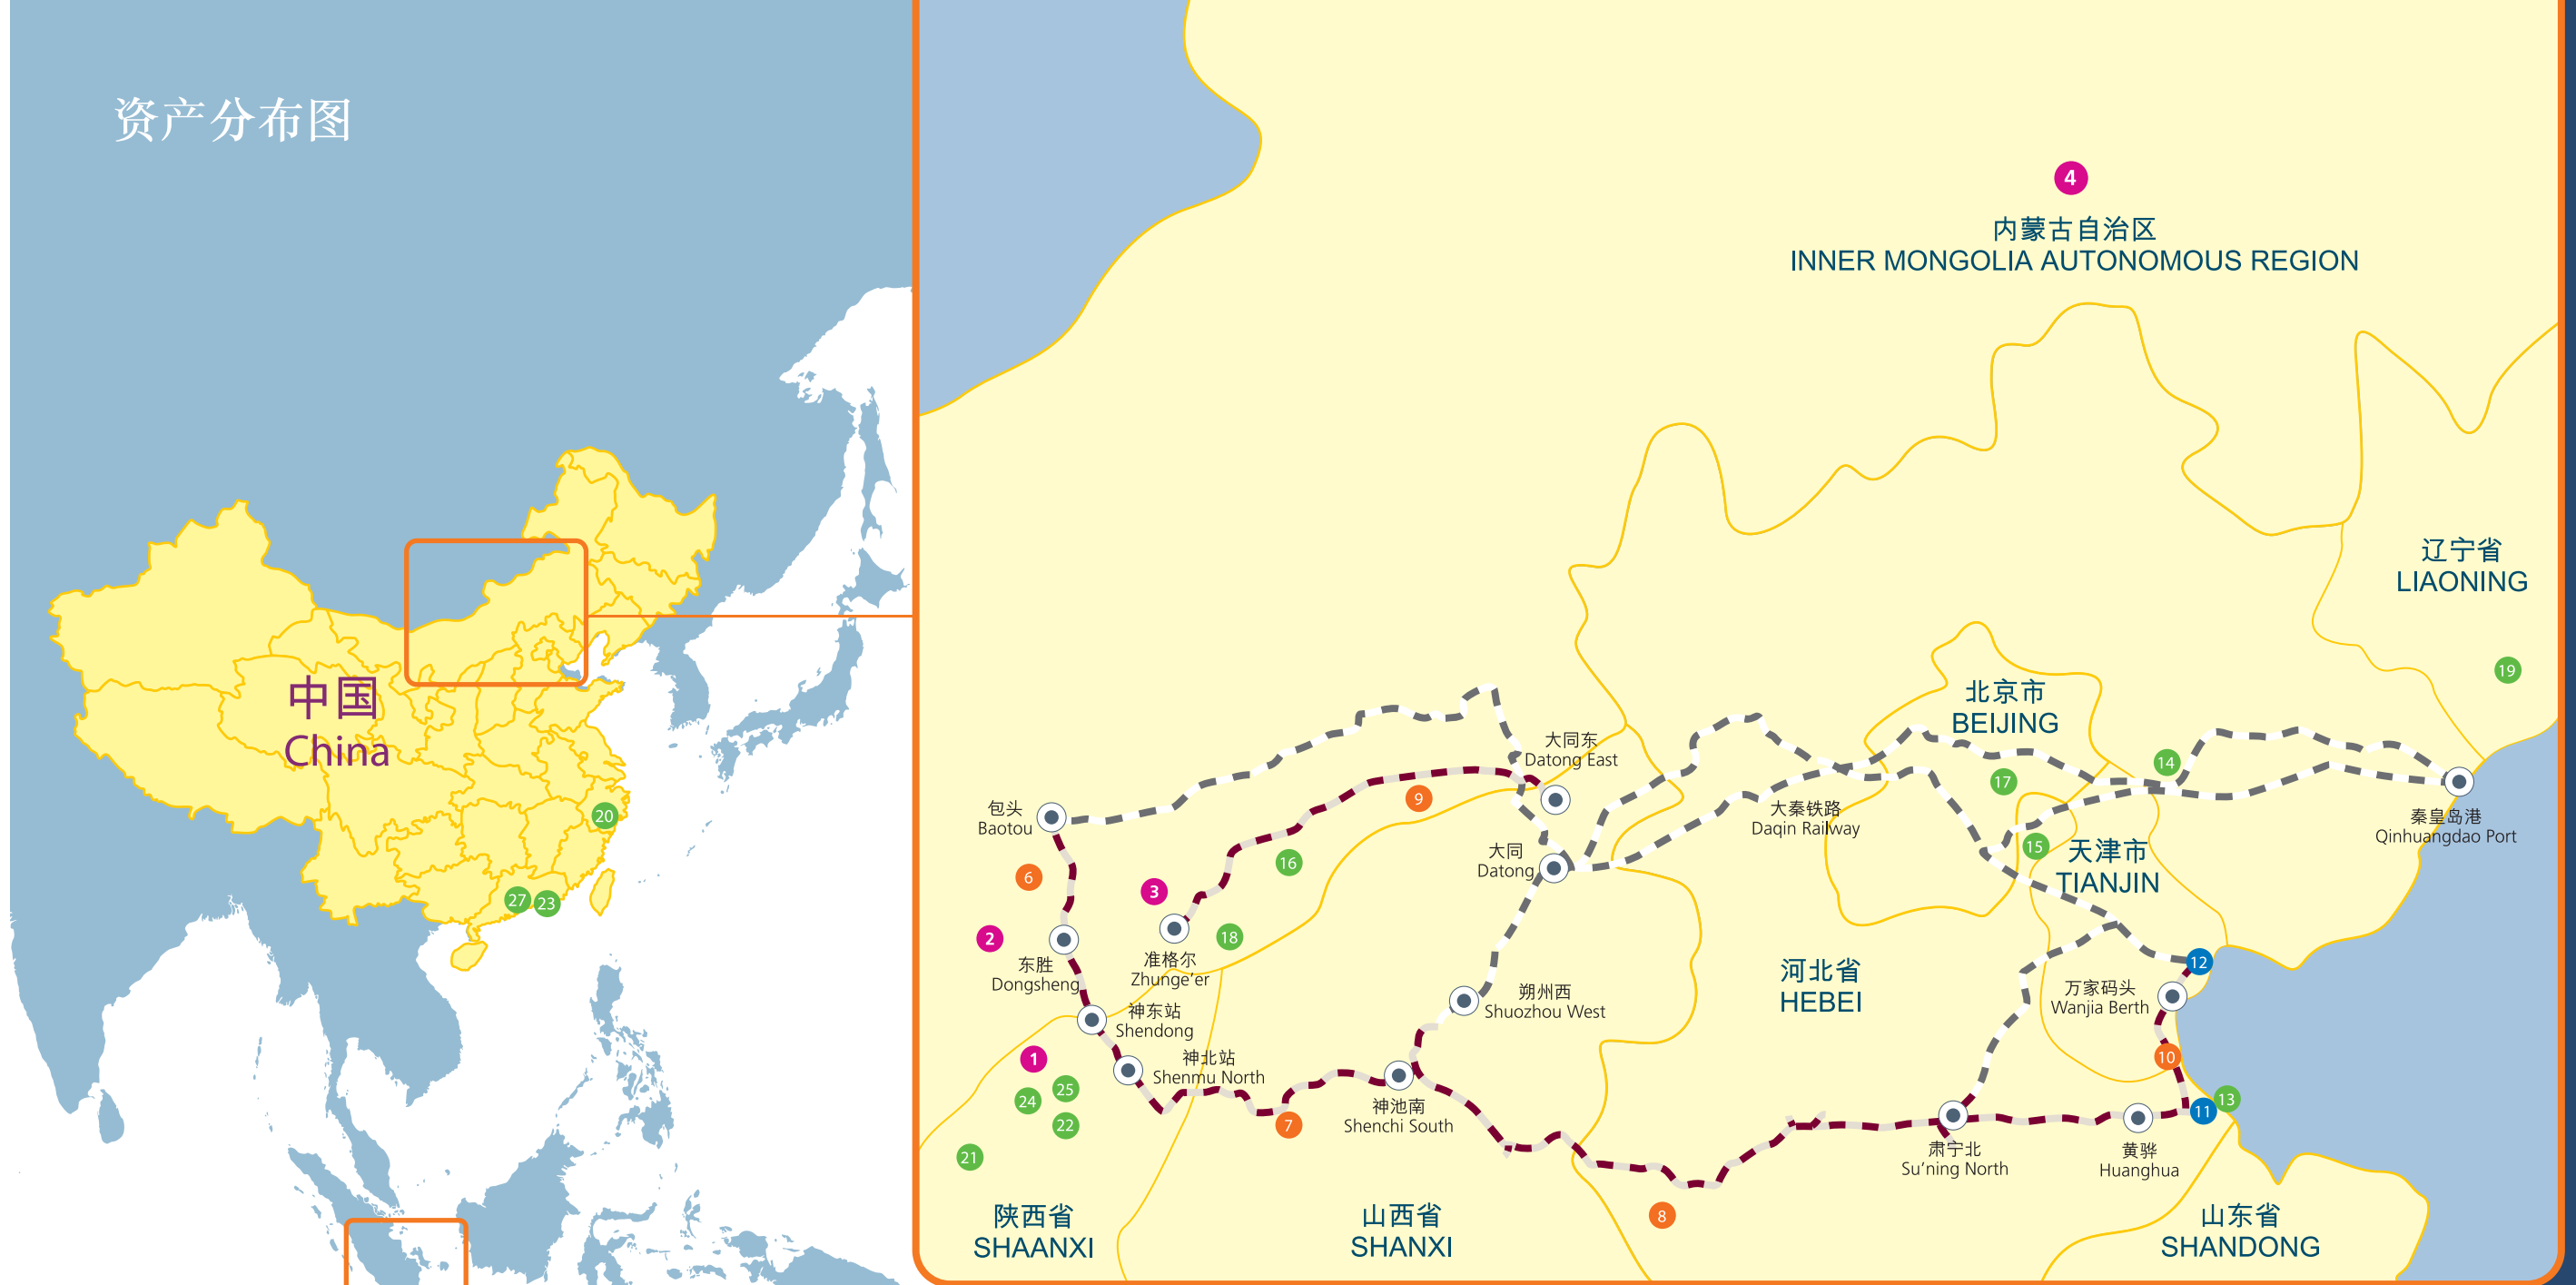 资产分布图
中国
China
20
27
23
4
内蒙古自治区
INNER MONGOLIA AUTONOMOUS REGION
辽宁省
LIAONING
19
北京市
BEIJING
大同东
Datong East
14
17
9
包头
Baotou
大秦铁路
Daqin Railway
秦皇岛港
Qinhuangdao Port
15
天津市
TIANJIN
大同
Datong
16
6
3
2
18
东胜
Dongsheng
准格尔
Zhunge'er
12
河北省
HEBEI
万家码头
Wanjia Berth
朔州西
Shuozhou West
神东站
Shendong
1
神北站
Shenmu North
10
25
24
22
7
神池南
Shenchi South
13
11
21
肃宁北
Su'ning North
黄骅
Huanghua
8
陕西省
SHAANXI
山西省
SHANXI
山东省
SHANDONG